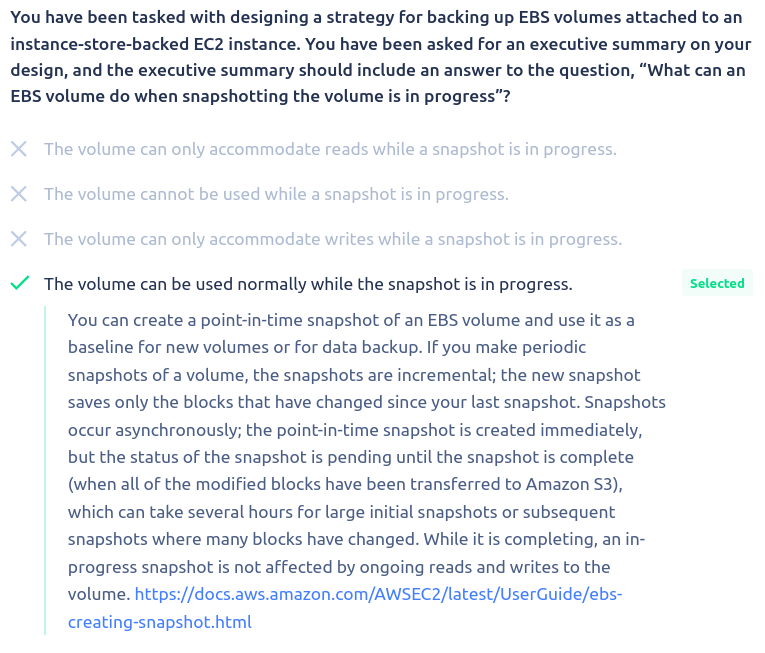 You have been tasked with designing a strategy for backing up EBS volumes attached to an
instance-store-backed EC2 instance. You have been asked for an executive summary on your
design, and the executive summary should include an answer to the question, “What can an
EBS volume do when snapshotting the volume is in progress”?
The volume can only accommodate reads while a snapshot is in progress.
The volume cannot be used while a snapshot is in progress.
The volume can only accommodate writes while a snapshot is in progress.
The volume can be used normally while the snapshot is in progress. Selected
You can create a point-in-time snapshot of an EBS volume and use it as a
baseline for new volumes or for data backup. If you make periodic
snapshots of a volume, the snapshots are incremental; the new snapshot
saves only the blocks that have changed since your last snapshot. Snapshots
occur asynchronously; the point-in-time snapshot is created immediately,
but the status of the snapshot is pending until the snapshot is complete
(when all of the modified blocks have been transferred to Amazon S3),
which can take several hours for large initial snapshots or subsequent
snapshots where many blocks have changed. While it is completing, an in-
progress snapshot is not affected by ongoing reads and writes to the
volume. https://docs.aws.amazon.com/AWSEC2/latest/UserGuide/ebs-
creating-snapshot.html